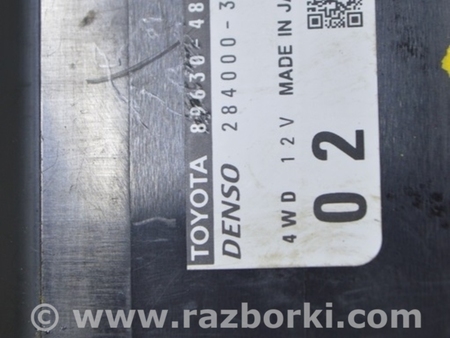 TOYOTA 89630-48
DENSO 284000-3
4WD 12V MADE IN JA
02
© www.razborki.com